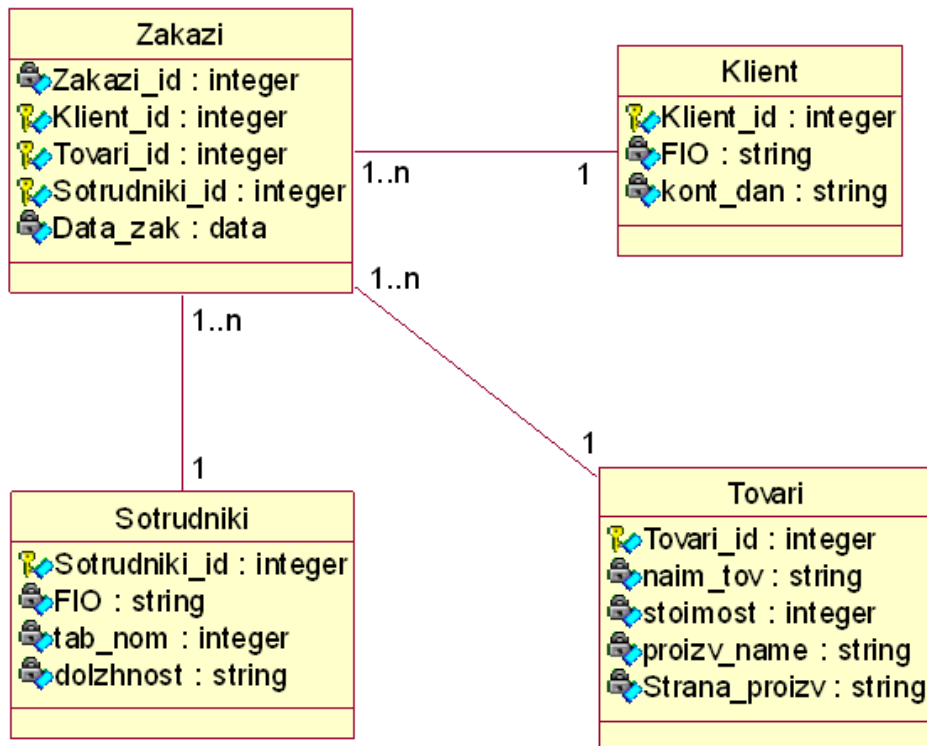 Zakazi
Zakazi_id : integer
Klient_id : integer
Tovari_id : integer
Sotrudniki_id : integer
Data_zak : data
Klient
Klient_id : integer
FIO : string
kont_dan : string
1..n
1
1..n
1..n
1
1
Sotrudniki
Sotrudniki_id : integer
FIO : string
tab_nom : integer
dolzhnost : string
Tovari
Tovari_id : integer
naim_tov : string
stoimost : integer
proizv_name : string
Strana_proizv : string